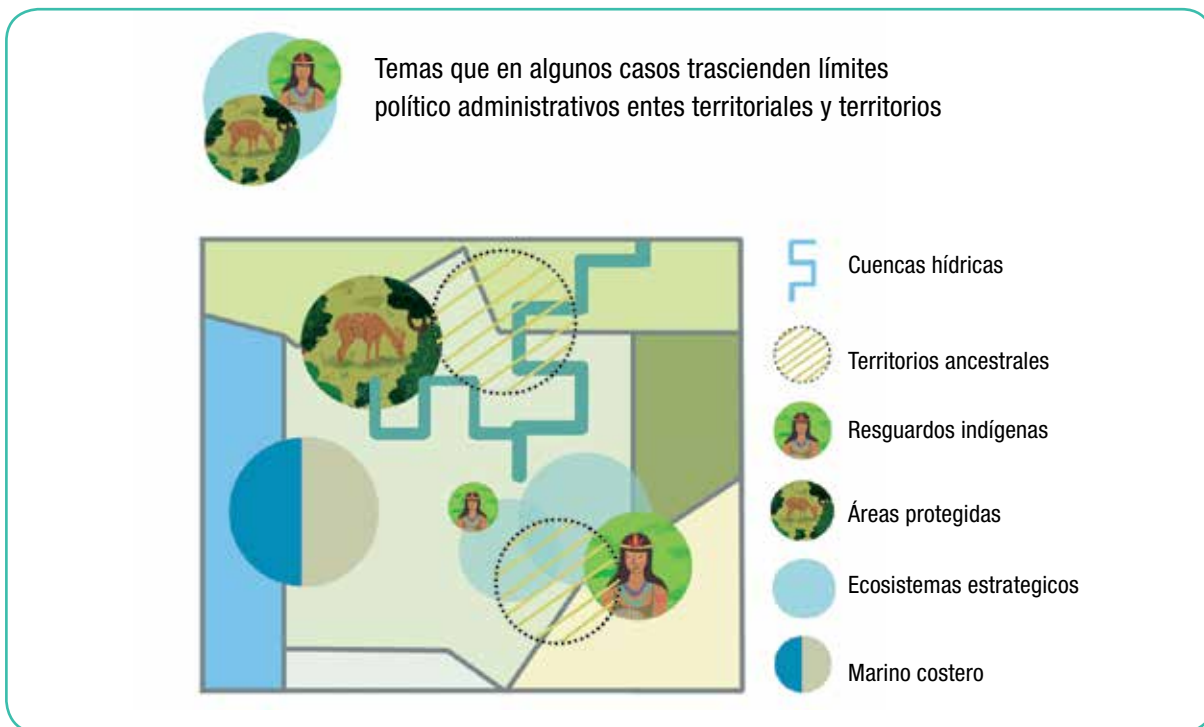 Temas que en algunos casos trascienden límites
político administrativos entes territoriales y territorios
Cuencas hídricas
Territorios ancestrales
Resguardos indígenas
Áreas protegidas
Ecosistemas estrategicos
Marino costero